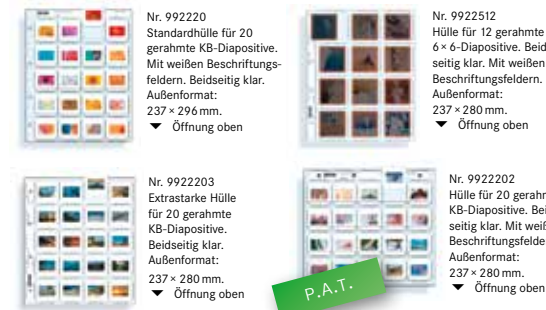 Nr. 992220
Standardhülle für 20
gerahmte KB-Diapositive.
Mit weißen Beschriftungs-
feldern. Beidseitig klar.
Außenformat:
237 × 296 mm.
▼ Öffnung oben
Nr. 9922512
Hülle für 12 gerahmte
6 × 6-Diapositive. Beid
seitig klar. Mit weißen
Beschriftungsfeldern.
Außenformat:
237 × 280 mm.
▼ Öffnung oben
Nr. 9922203
Extrastarke Hülle
für 20 gerahmte
KB-Diapositive.
Beidseitig klar.
Außenformat:
237 × 280 mm.
▼ Öffnung oben
Nr. 9922202
Hülle für 20 gerah
KB-Diapositive. Bei
seitig klar. Mit weiß
Beschriftungsfelde
Außenformat:
237 × 280 mm.
▼ Öffnung oben
P.A.T.